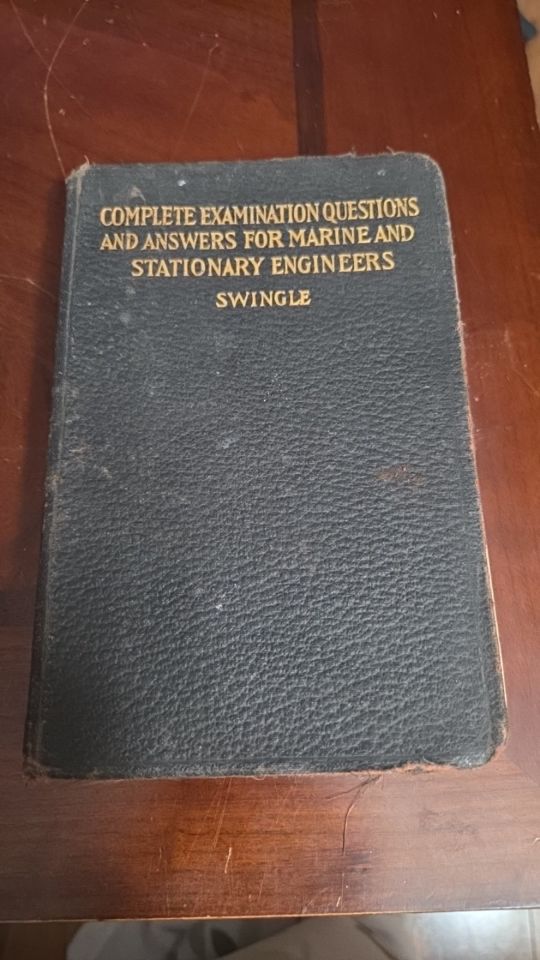 COMPLETE EXAMINATION QUESTIONS
AND ANSWERS FOR MARINE AND
STATIONARY ENGINEERS
SWINGLE